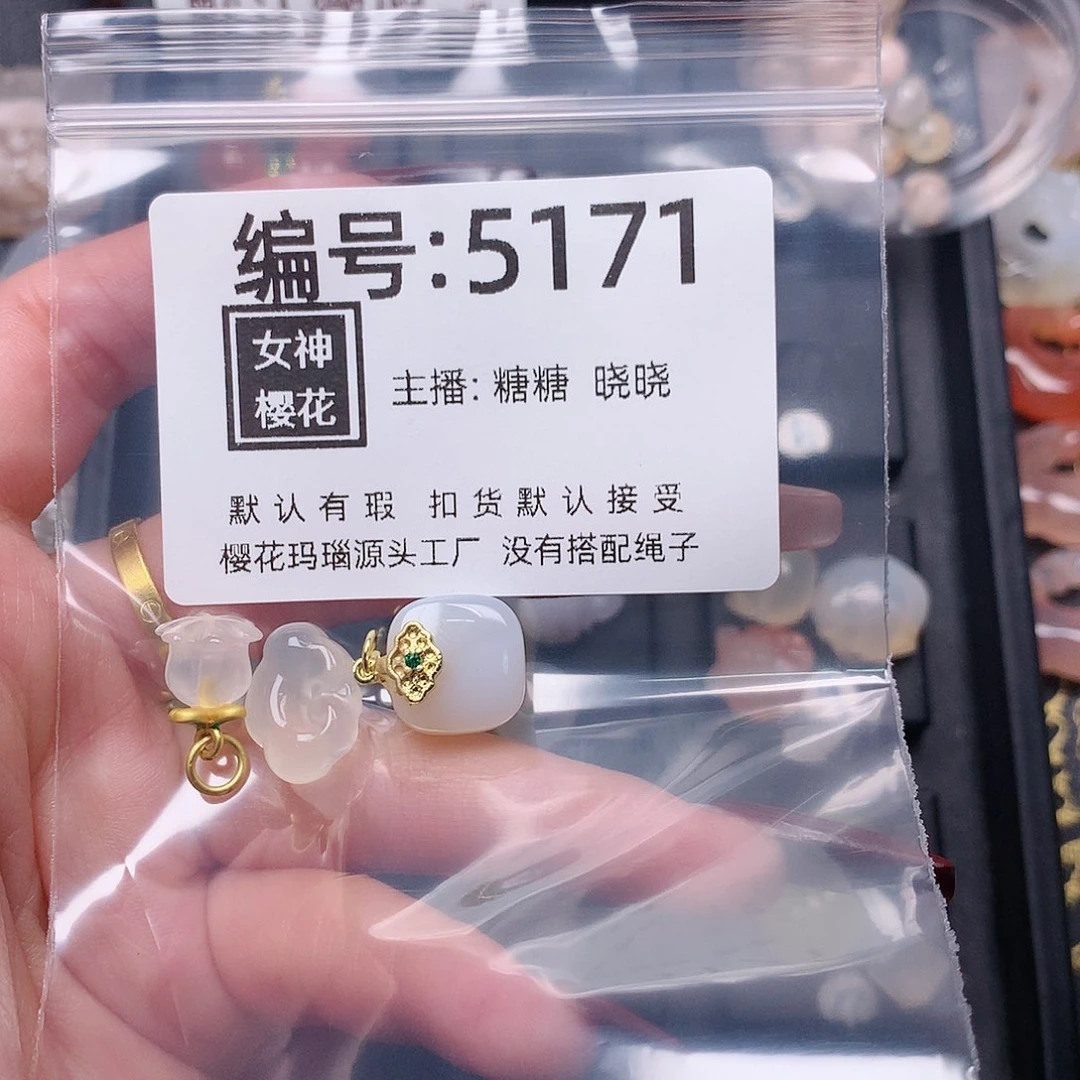 编号:5171
女神
樱花
主播: 糖糖 晓晓
默认有瑕 扣货默认接受
樱花玛瑙源头工厂 没有搭配绳子